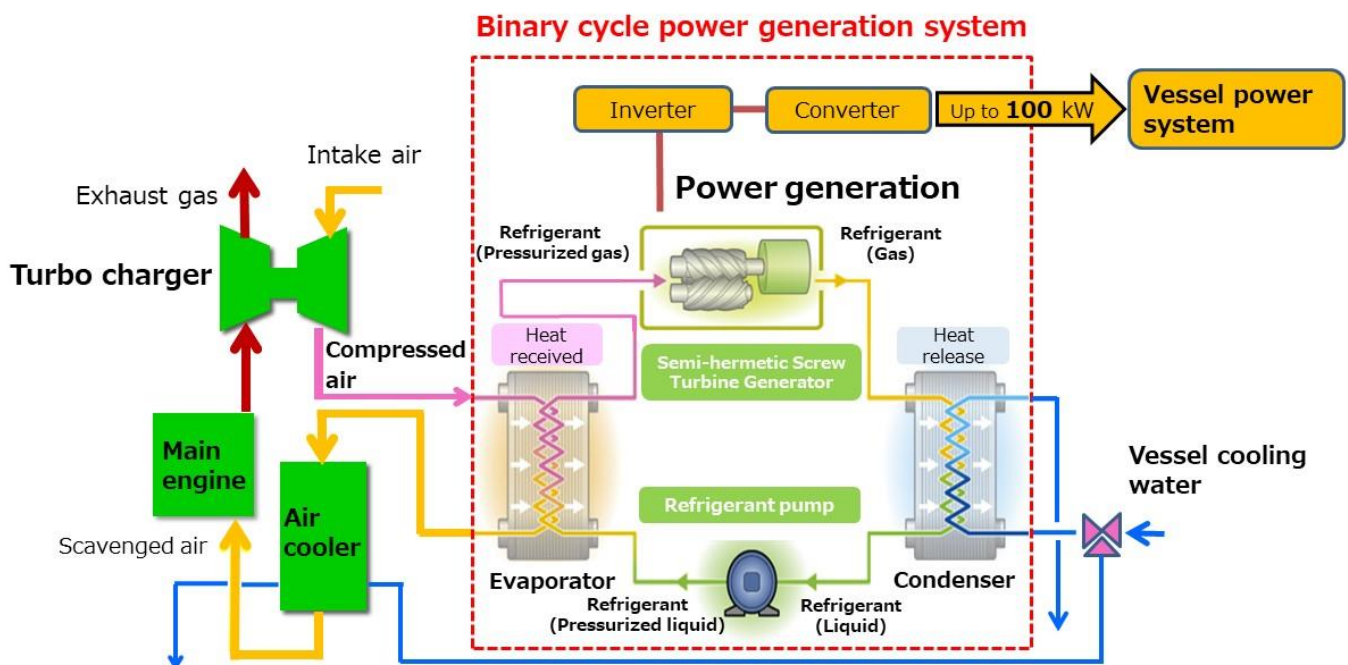 Binary cycle power generation system
Inverter
Converter
Up to 100 kW
Vessel power
system
Intake air
Exhaust gas
Power generation
Refrigerant
(Pressurized gas)
Refrigerant
(Gas)
Turbo charger
Heat
received
Heat
release
Compressed
air
Semi-hermetic Screw
Turbine Generator
Main
engine
Vessel cooling
water
Refrigerant pump
Air
cooler
Scavenged air
Evaporator
Condenser
Refrigerant
(Pressurized liquid)
Refrigerant
(Liquid)